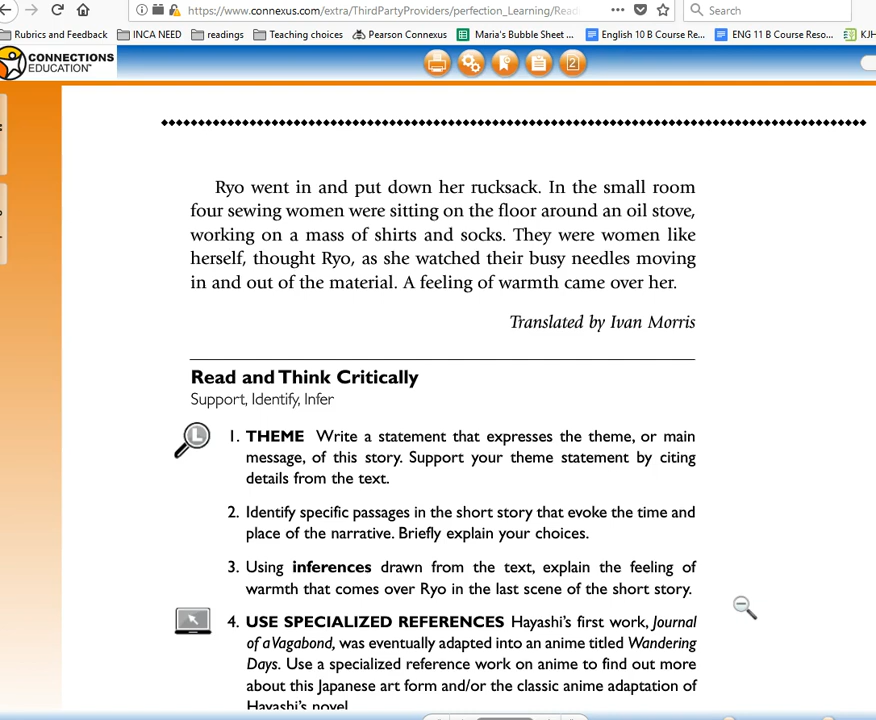 https://www.connexus.com/extra/ThirdPartyProviders/perfection_Learning/Read
Search
Rubrics and Feedback INCA NEED readings Teaching choices Pearson Connexus Maria's Bubble Sheet ... English 10 B Course Re... ENG 11 B Course Reso... KJH
CONNECTIONS
EDUCATION™
2
Ryo went in and put down her rucksack. In the small room
four sewing women were sitting on the floor around an oil stove,
working on a mass of shirts and socks. They were women like
herself, thought Ryo, as she watched their busy needles moving
in and out of the material. A feeling of warmth came over her.
Translated by Ivan Morris
Read and Think Critically
Support, Identify, Infer
1. THEME Write a statement that expresses the theme, or main
message, of this story. Support your theme statement by citing
details from the text.
2. Identify specific passages in the short story that evoke the time and
place of the narrative. Briefly explain your choices.
3. Using inferences drawn from the text, explain the feeling of
warmth that comes over Ryo in the last scene of the short story.
4. USE SPECIALIZED REFERENCES Hayashi's first work, Journal
of a Vagabond, was eventually adapted into an anime titled Wandering
Days. Use a specialized reference work on anime to find out more
about this Japanese art form and/or the classic anime adaptation of
Hayashi's novel